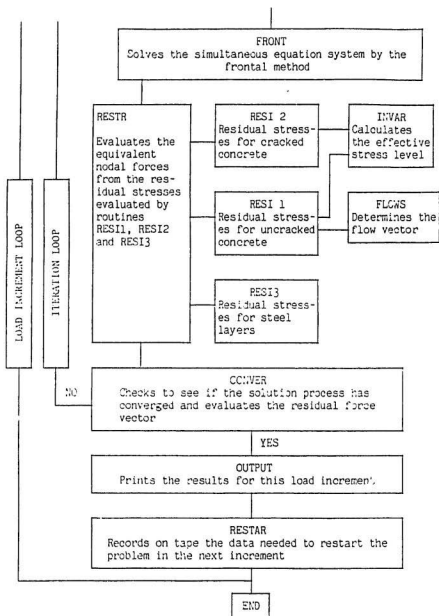 FRONT
Solves the simultaneous equation system by the
frontal method
RESTR
Evaluates the
equivalent
nodal forces
from the res-
idual stresses
evaluated by
routines
RESI1, RESI2
and RESI3
RESI 2
Residual stress-
es for cracked
concrete
INVAR
Calculates
the effective
stress level
RESI 1
Residual stress-
es for uncracked
concrete
FLOWS
Determines the
flow vector
RESI3
Residual stress-
es for steel
layers
LOAD INCREMENT LOOP
ITERATION LOOP
CONVER
Checks to see if the solution process has
converged and evaluates the residual force
vector
NO
YES
OUTPUT
Prints the results for this load increment.
RESTAR
Records on tape the data needed to restart the
problem in the next increment
END